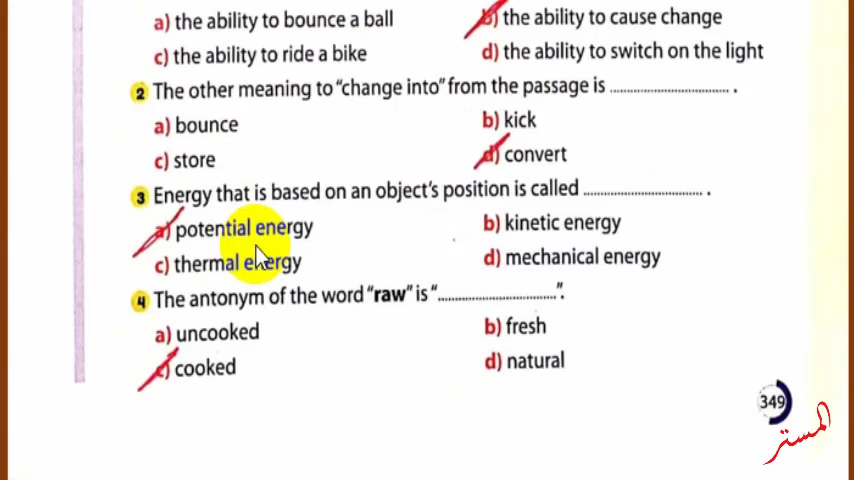 a) the ability to bounce a ball b) the ability to cause change
c) the ability to ride a bike d) the ability to switch on the light
2 The other meaning to "change into" from the passage is .............................. .
a) bounce b) kick
c) store d) convert
3 Energy that is based on an object's position is called .............................. .
a) potential energy b) kinetic energy
c) thermal energy d) mechanical energy
4 The antonym of the word "raw" is "..............................".
a) uncooked b) fresh
c) cooked d) natural
349
المستر